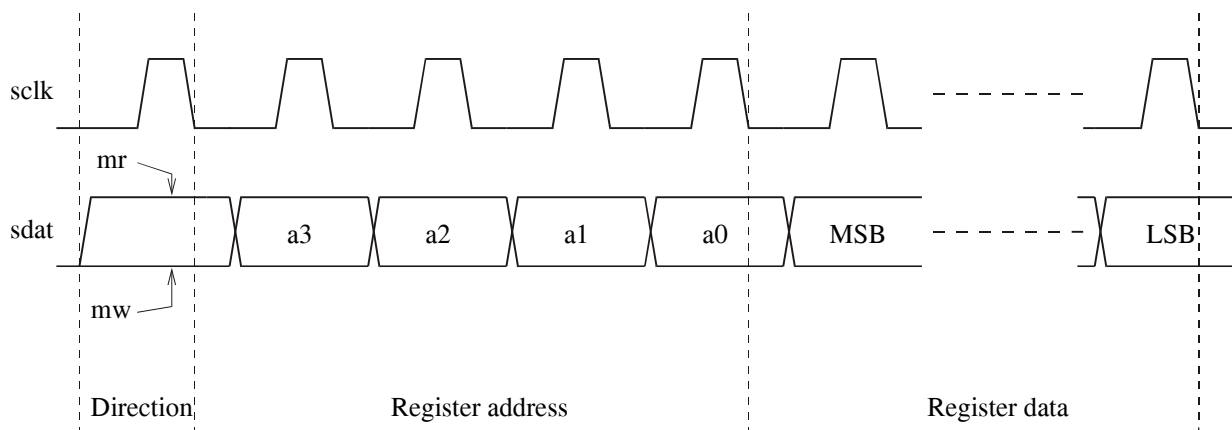 sclk
mr
sdat
a3
a2
a1
a0
MSB
LSB
mw
Direction
Register address
Register data